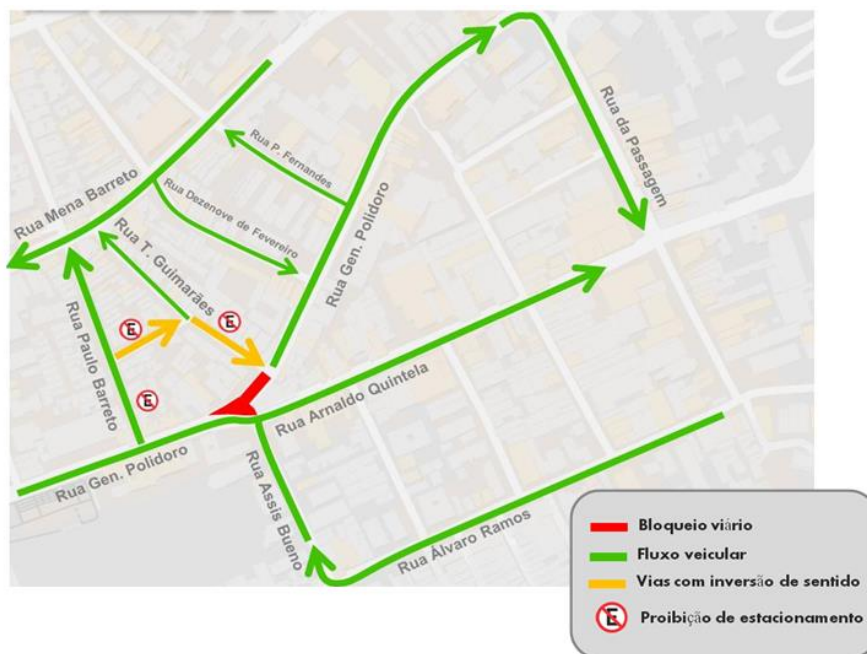 Rua Mena Barreto
Rua P. Fernandes
Rua Dezenove de Fevereiro
Rua T. Guimarães
Rua Paulo Barreto
Rua Gen. Polidoro
Rua da Passagem
Rua Gen. Polidoro
Rua Arnaldo Quintela
Rua Assis Bueno
Rua Álvaro Ramos
E
E
E
Bloqueio viário
Fluxo veicular
Vias com inversão de sentido
E Proibição de estacionamento